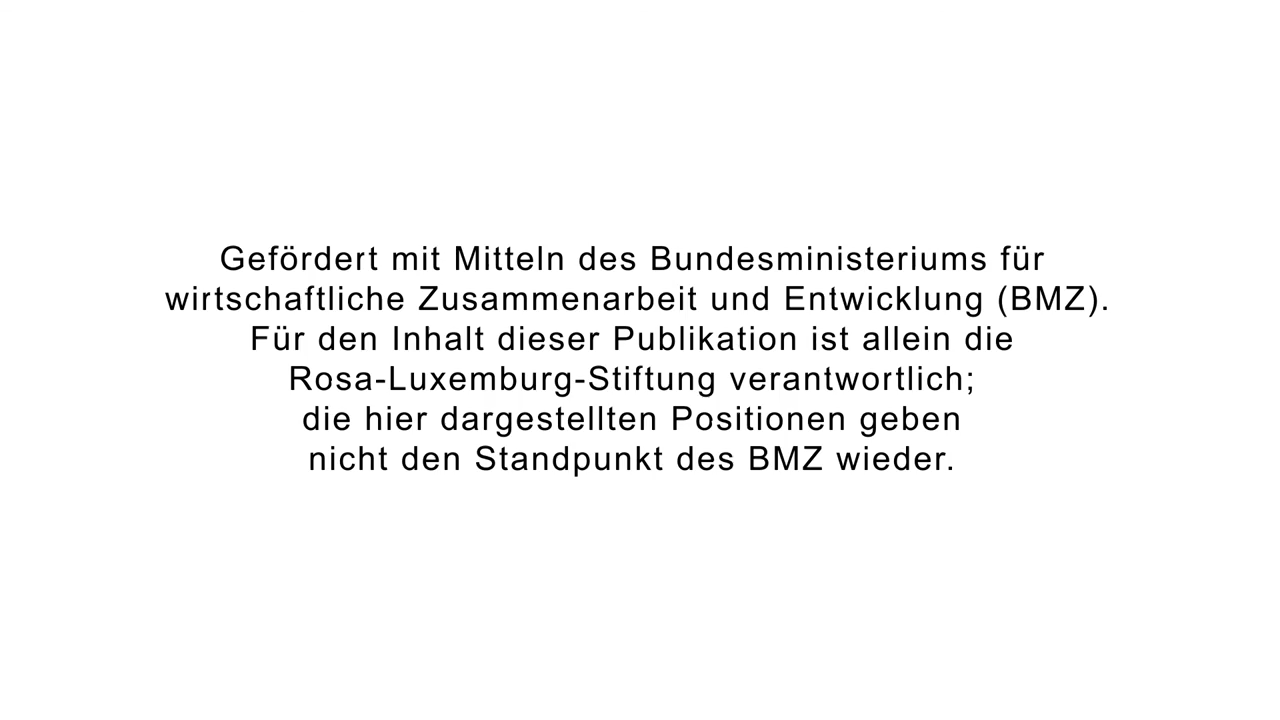 Gefördert mit Mitteln des Bundesministeriums für
wirtschaftliche Zusammenarbeit und Entwicklung (BMZ).
Für den Inhalt dieser Publikation ist allein die
Rosa-Luxemburg-Stiftung verantwortlich;
die hier dargestellten Positionen geben
nicht den Standpunkt des BMZ wieder.